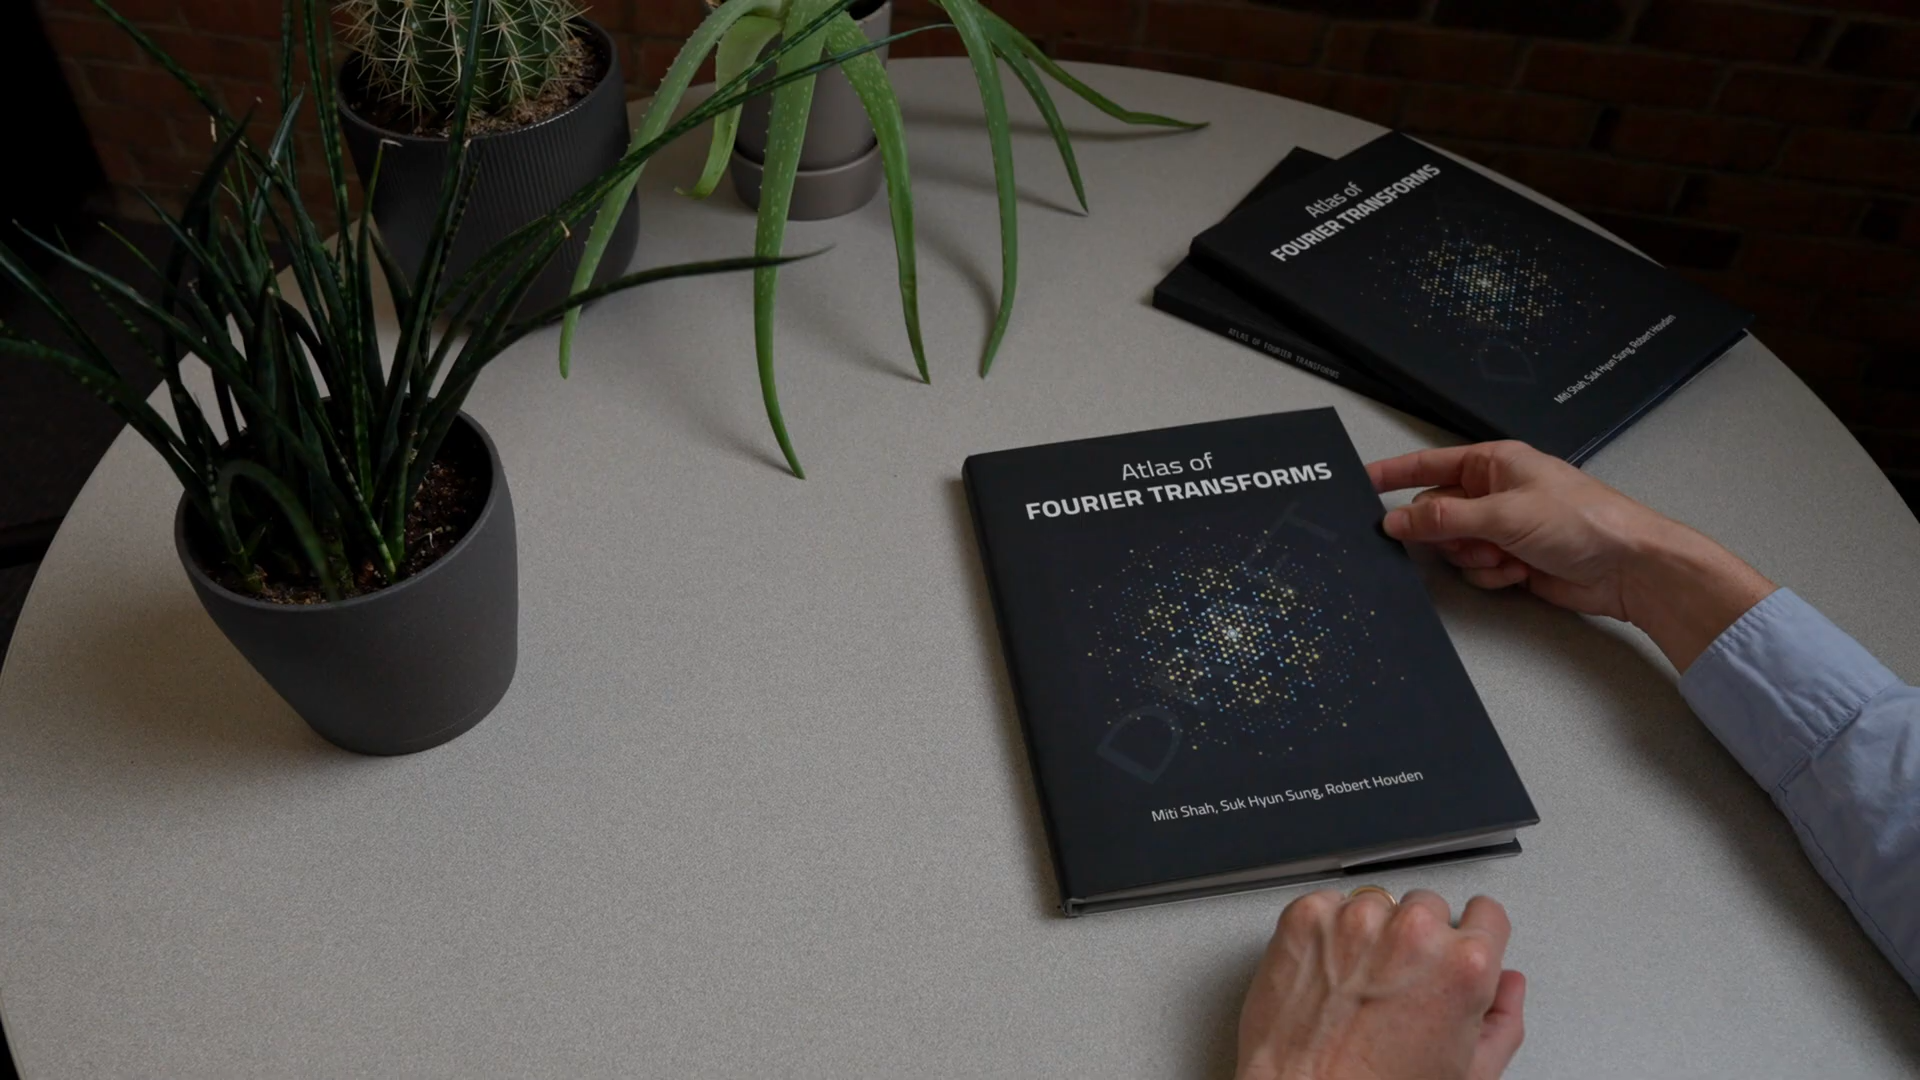 Atlas of
FOURIER TRANSFORMS
Miti Shah, Suk Hyun Sung, Robert Hovden
ATLAS OF FOURIER TRANSFORMS
Atlas of
FOURIER TRANSFORMS
DRAFT
Miti Shah, Suk Hyun Sung, Robert Hovden